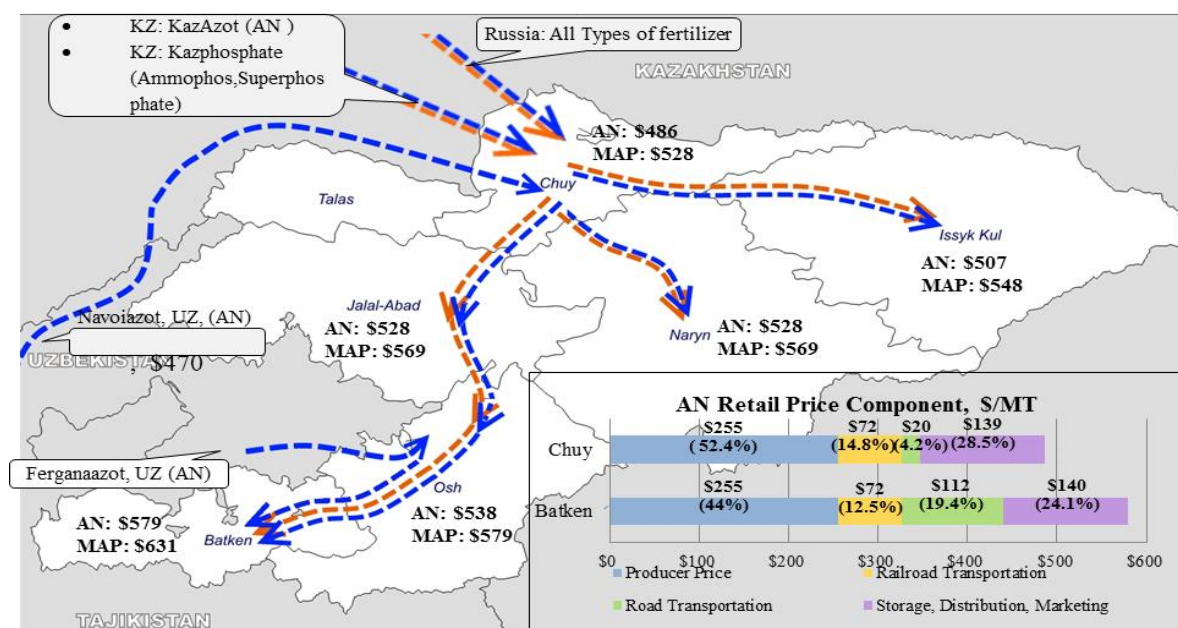 • KZ: KazAzot (AN )
• KZ: Kazphosphate
(Ammophos,Superphos
phate)
Russia: All Types of fertilizer
KAZAKHSTAN
AN: $486
MAP: $528
Chuy
Talas
Issyk Kul
AN: $507
MAP: $548
Jalal-Abad
AN: $528
MAP: $569
Naryn
AN: $528
MAP: $569
Navoiazot, UZ, (AN)
UZBEKISTAN
, $470
Ferganaazot, UZ (AN)
Osh
AN: $538
MAP: $579
AN: $579
MAP: $631
Batken
TAJIKISTAN
AN Retail Price Component, $/MT
Chuy
$255 $72 $20 $139
(52.4%) (14.8%) (4.2%) (28.5%)
Batken
$255 $72 $112 $140
(44%) (12.5%) (19.4%) (24.1%)
$0 $100 $200 $300 $400 $500 $600
Producer Price Railroad Transportation
Road Transportation Storage, Distribution, Marketing